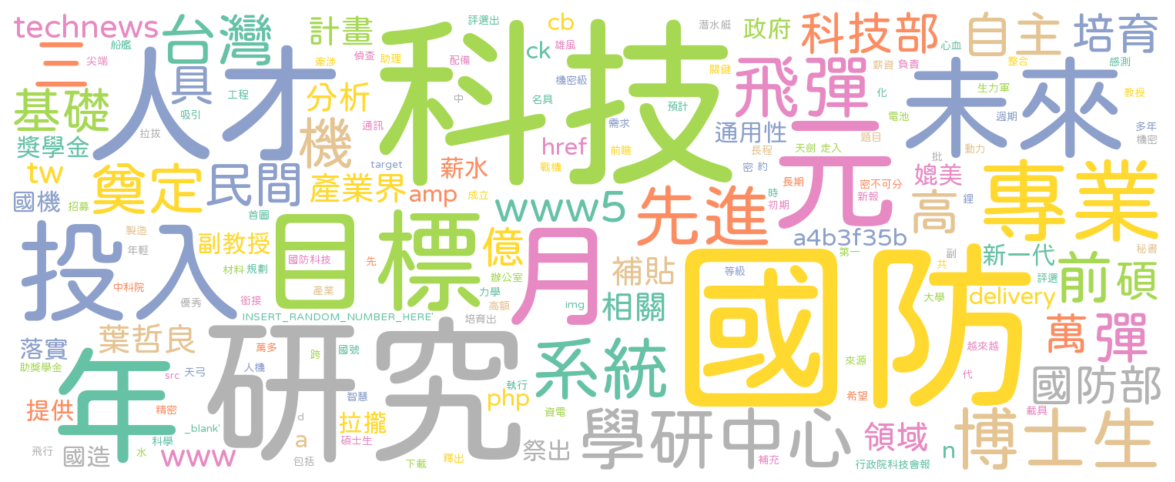 technews
台灣
計畫
評選出
科技
cb
潛水艇
政府
科技部
自主
培育
船艦
三
尖端
人才
偵查
助理
配備
ck
雄風
機密級
關鍵
飛彈
薪資
負責
心血
整合
未來
感測
具
工程
吸引
基礎
分析
中
名具
預計
化
生力軍
教授
拉拔
機
通訊
需求
通用性
元
電池
週期
多年
機密
獎學金
href
前瞻
長程
天劍
走入
題目
動力
tw
奠定
民間
target
薪水
戰機
密
約
批
媲美
專業
國機
招募
產業界
amp
成立
www5
先進
長期
時
初期
密不可分
新報
高
鋰
投入
首圖
目標
月
億
a4b3f35b
製造
年輕
副教授
國防科技
先
辦公室
補貼
國防
等級
第一
副
新一代
秘書
評選
前碩
材料
規劃
中科院
銜接
優秀
產業
力學
高額
img
相關
共
大學
delivery
INSERT_RANDOM_NUMBER_HERE'
培育出
葉哲良
研究
萬
彈
落實
年
萬多
跨
國號
系統
來源
越來越
助獎學金
src
天弓
人機
執行
代
國防部
希望
提供
精密
智慧
php
資電
載具
_blank'
d
拉攏
a
學研中心
領域
博士生
科學
碩士生
祭出
n
飛行
國造
水
www
包括
下載
釋出
補充
行政院科技會報